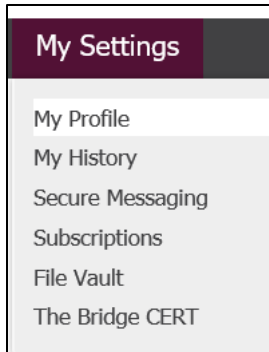 My Settings
My Profile
My History
Secure Messaging
Subscriptions
File Vault
The Bridge CERT